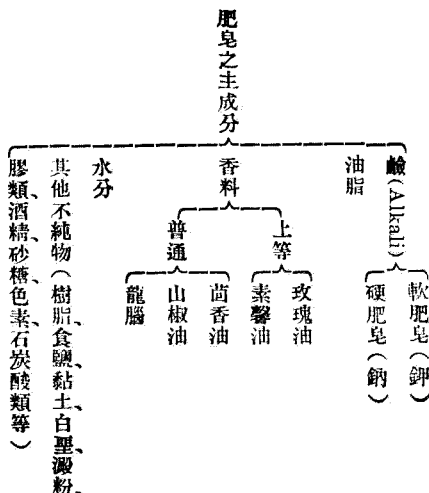 肥皂之主成分
鹼(Alkali)
軟肥皂(鉀)
硬肥皂(鈉)
油脂
香料
上等
玫瑰油
素馨油
普通
茴香油
山椒油
龍腦
水分
其他不純物(樹脂、食鹽、黏土、白堊、澱粉、
膠類、酒精、砂糖、色素、石炭酸類等)